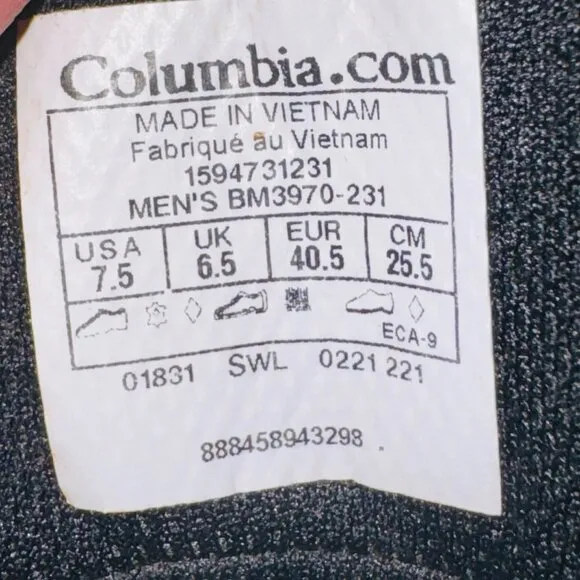 Columbia.com
MADE IN VIETNAM
Fabriqué au Vietnam
1594731231
MEN'S BM3970-231
USA UK EUR CM
7.5 6.5 40.5 25.5
ECA-9
01831 SWL 0221 221
888458943298